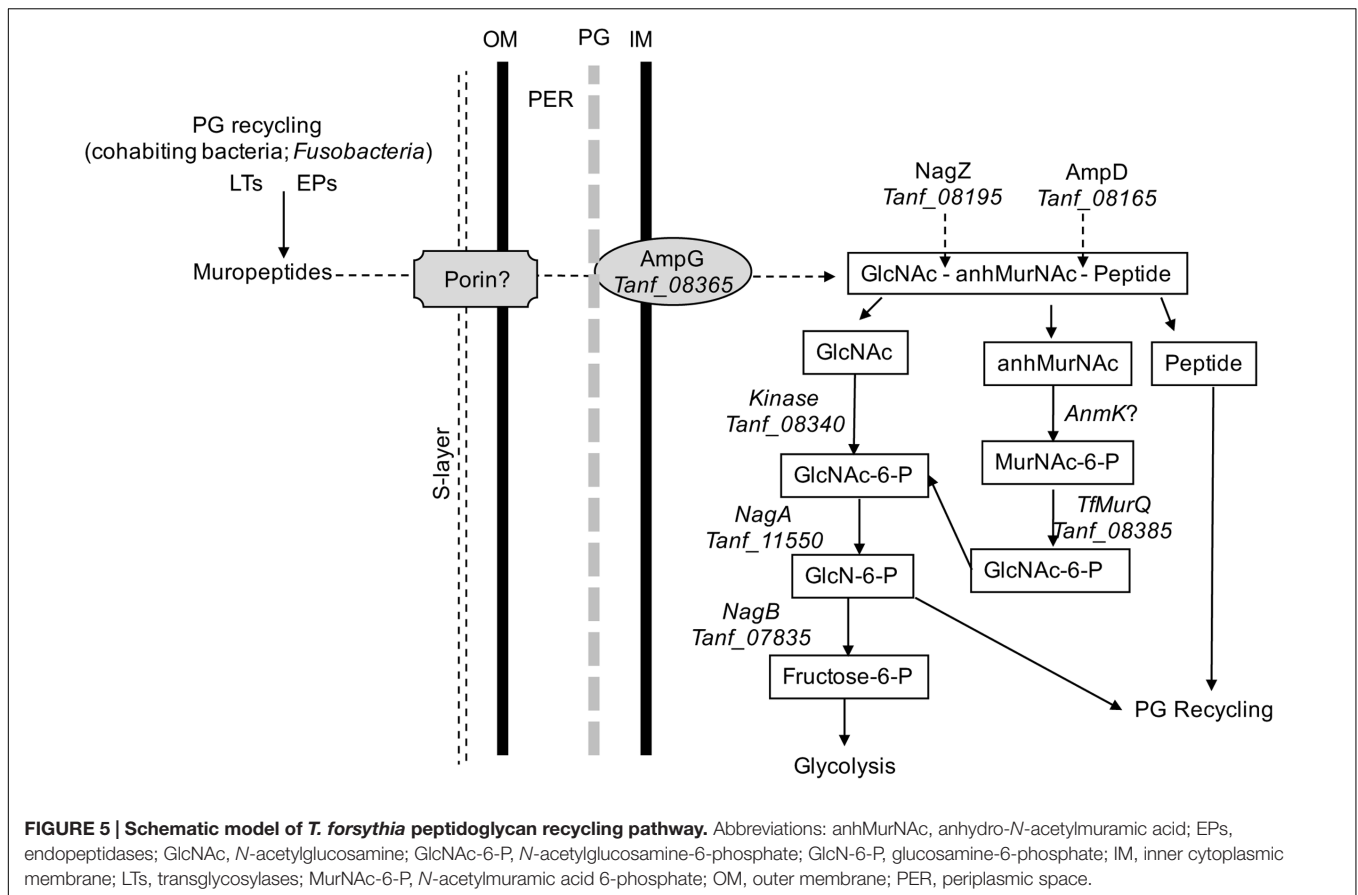 OM
PG
IM
PER
PG recycling
(cohabiting bacteria; Fusobacteria)
LTs
EPs
Muropeptides
Porin?
AmpG
Tanf_08365
S-layer
NagZ
Tanf_08195
AmpD
Tanf_08165
GlcNAc - anhMurNAc - Peptide
GlcNAc
anhMurNAc
Peptide
Kinase
Tanf_08340
AnmK?
GlcNAc-6-P
MurNAc-6-P
NagA
Tanf_11550
TfMurQ
Tanf_08385
GlcN-6-P
GlcNAc-6-P
NagB
Tanf_07835
Fructose-6-P
PG Recycling
Glycolysis
FIGURE 5 | Schematic model of T. forsythia peptidoglycan recycling pathway. Abbreviations: anhMurNAc, anhydro-N-acetylmuramic acid; EPs,
endopeptidases; GlcNAc, N-acetylglucosamine; GlcNAc-6-P, N-acetylglucosamine-6-phosphate; GlcN-6-P, glucosamine-6-phosphate; IM, inner cytoplasmic
membrane; LTs, transglycosylases; MurNAc-6-P, N-acetylmuramic acid 6-phosphate; OM, outer membrane; PER, periplasmic space.